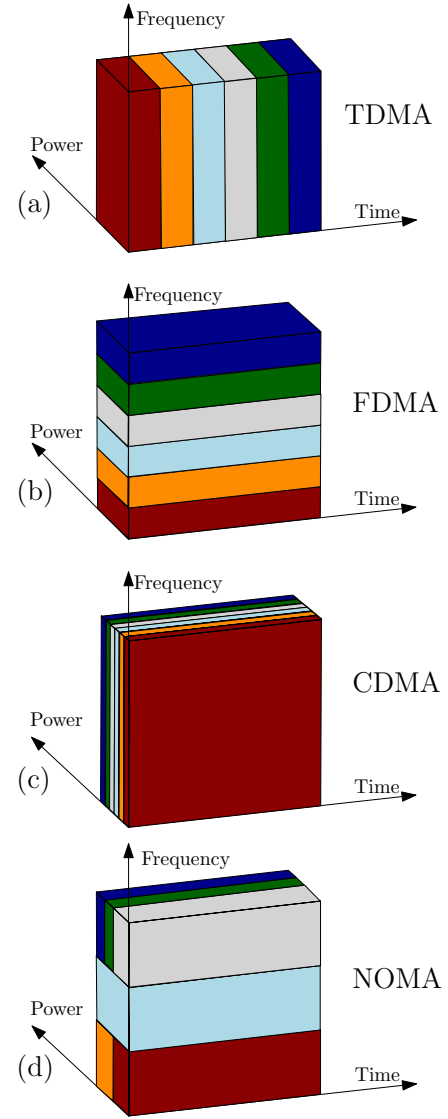 Frequency
TDMA
Power
(a)
Time
Frequency
FDMA
Power
(b)
Time
Frequency
CDMA
Power
(c)
Time
Frequency
NOMA
Power
(d)
Time